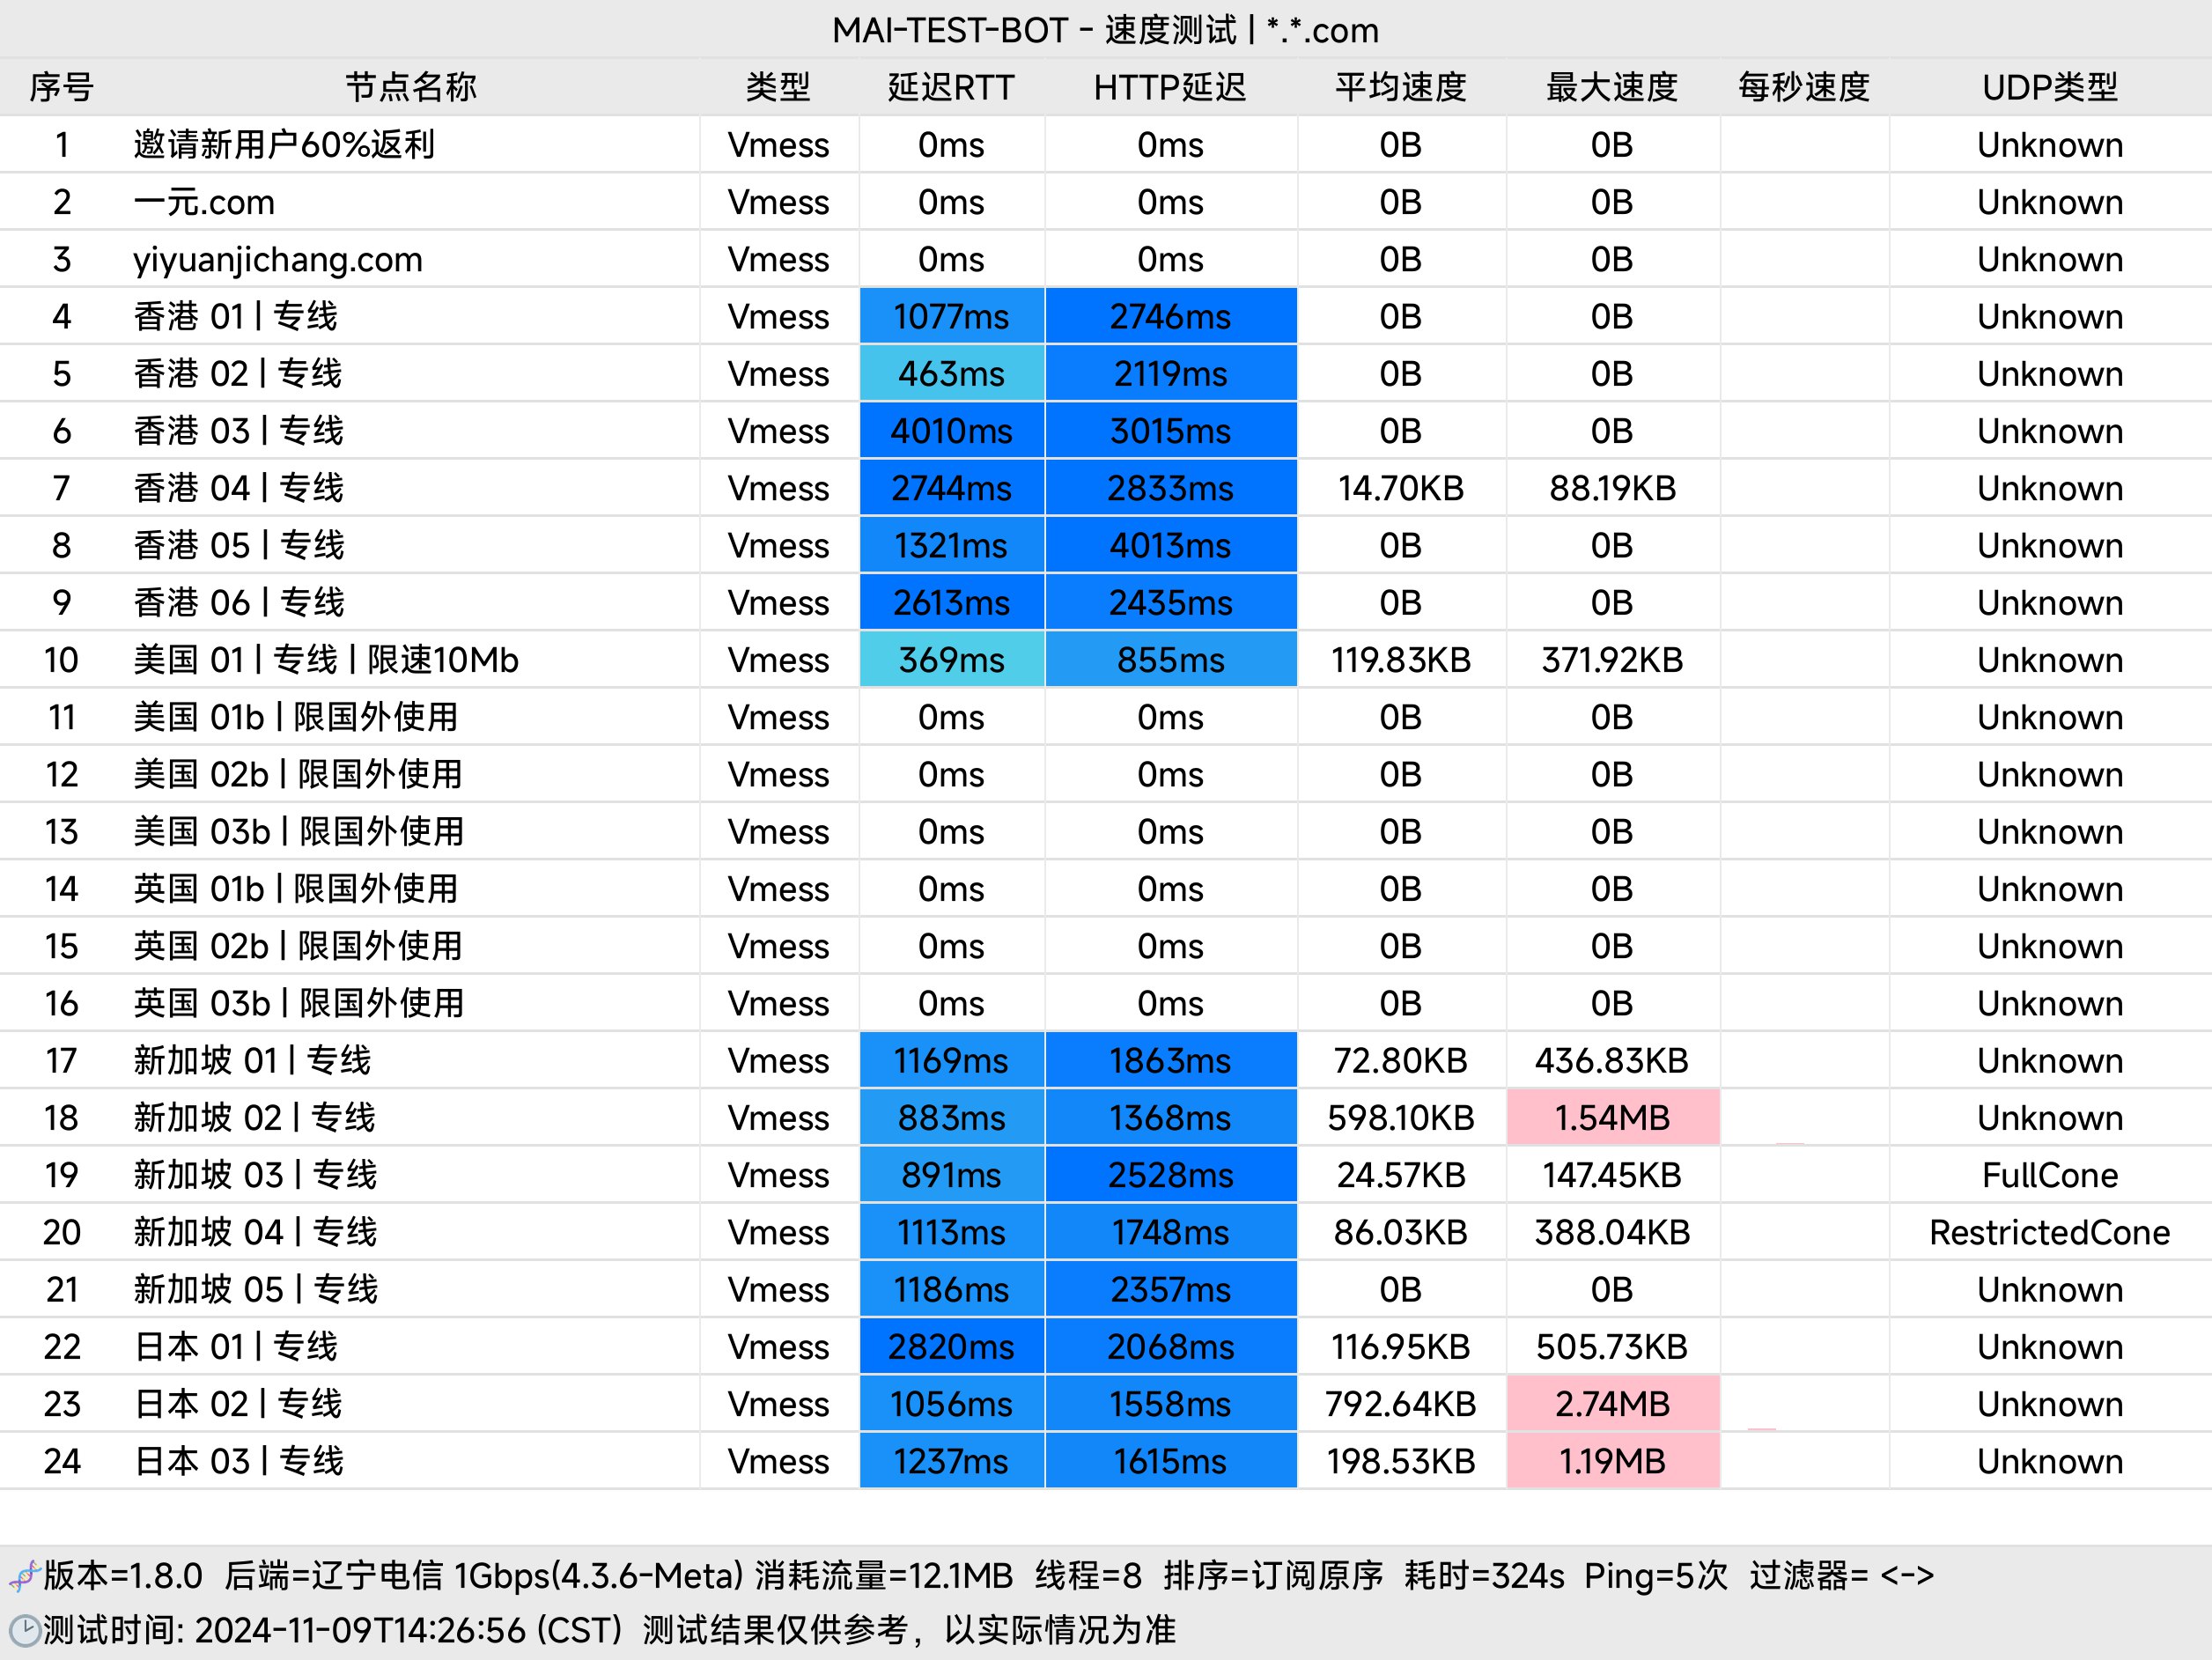 MAI-TEST-BOT - 速度测试 | *.*.com
序号 节点名称 类型 延迟RTT HTTP延迟 平均速度 最大速度 每秒速度 UDP类型
1 邀请新用户60%返利 Vmess 0ms 0ms 0B 0B Unknown
2 一元.com Vmess 0ms 0ms 0B 0B Unknown
3 yiyuanjichang.com Vmess 0ms 0ms 0B 0B Unknown
4 香港 01 | 专线 Vmess 1077ms 2746ms 0B 0B Unknown
5 香港 02 | 专线 Vmess 463ms 2119ms 0B 0B Unknown
6 香港 03 | 专线 Vmess 4010ms 3015ms 0B 0B Unknown
7 香港 04 | 专线 Vmess 2744ms 2833ms 14.70KB 88.19KB Unknown
8 香港 05 | 专线 Vmess 1321ms 4013ms 0B 0B Unknown
9 香港 06 | 专线 Vmess 2613ms 2435ms 0B 0B Unknown
10 美国 01 | 专线 | 限速10Mb Vmess 369ms 855ms 119.83KB 371.92KB Unknown
11 美国 01b | 限国外使用 Vmess 0ms 0ms 0B 0B Unknown
12 美国 02b | 限国外使用 Vmess 0ms 0ms 0B 0B Unknown
13 美国 03b | 限国外使用 Vmess 0ms 0ms 0B 0B Unknown
14 英国 01b | 限国外使用 Vmess 0ms 0ms 0B 0B Unknown
15 英国 02b | 限国外使用 Vmess 0ms 0ms 0B 0B Unknown
16 英国 03b | 限国外使用 Vmess 0ms 0ms 0B 0B Unknown
17 新加坡 01 | 专线 Vmess 1169ms 1863ms 72.80KB 436.83KB Unknown
18 新加坡 02 | 专线 Vmess 883ms 1368ms 598.10KB 1.54MB Unknown
19 新加坡 03 | 专线 Vmess 891ms 2528ms 24.57KB 147.45KB FullCone
20 新加坡 04 | 专线 Vmess 1113ms 1748ms 86.03KB 388.04KB RestrictedCone
21 新加坡 05 | 专线 Vmess 1186ms 2357ms 0B 0B Unknown
22 日本 01 | 专线 Vmess 2820ms 2068ms 116.95KB 505.73KB Unknown
23 日本 02 | 专线 Vmess 1056ms 1558ms 792.64KB 2.74MB Unknown
24 日本 03 | 专线 Vmess 1237ms 1615ms 198.53KB 1.19MB Unknown
🧬版本=1.8.0 后端=辽宁电信 1Gbps(4.3.6-Meta) 消耗流量=12.1MB 线程=8 排序=订阅原序 耗时=324s Ping=5次 过滤器= <->
🕒测试时间: 2024-11-09T14:26:56 (CST) 测试结果仅供参考，以实际情况为准